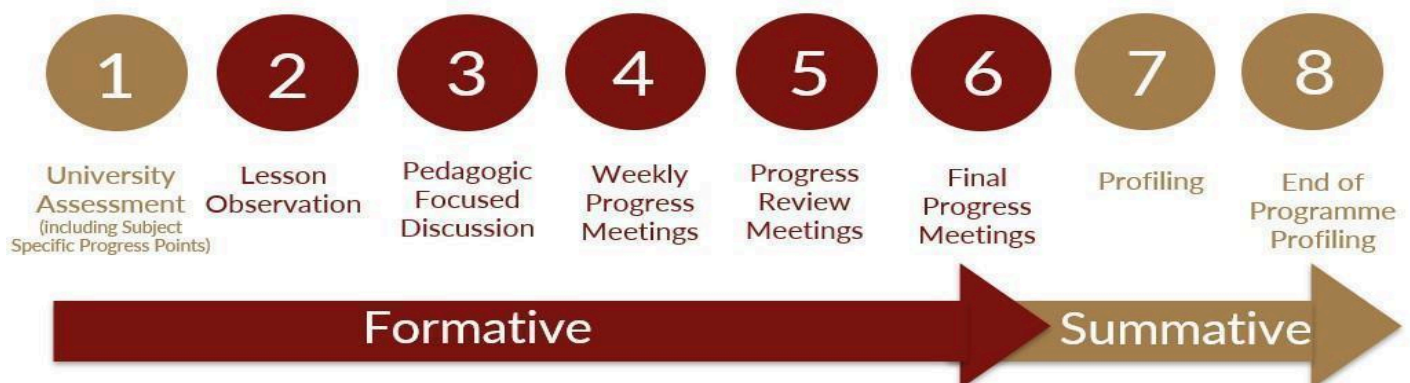 1
2
3
4
5
6
7
8
University
Assessment
(including Subject
Specific Progress Points)
Lesson
Observation
Pedagogic
Focused
Discussion
Weekly
Progress
Meetings
Progress
Review
Meetings
Final
Progress
Meetings
Profiling
End of
Programme
Profiling
Formative
Summative